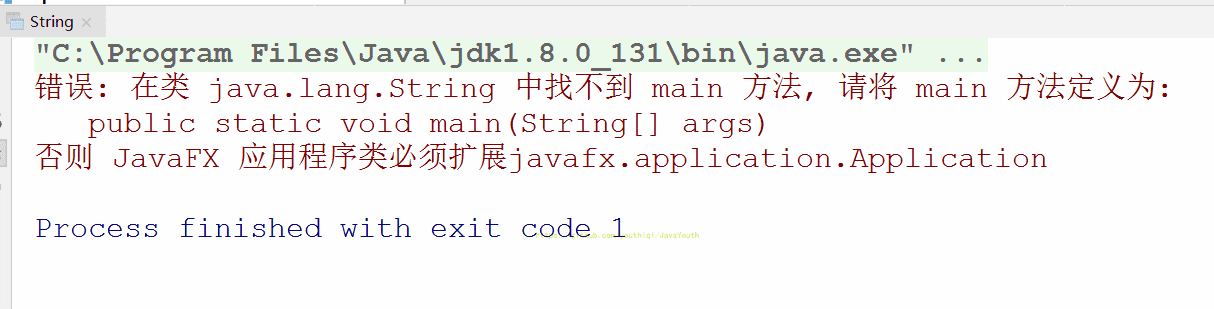 String
"C:\Program Files\Java\jdk1.8.0_131\bin\java.exe" ...
错误: 在类 java.lang.String 中找不到 main 方法, 请将 main 方法定义为:
public static void main(String[] args)
否则 JavaFX 应用程序类必须扩展javafx.application.Application
Process finished with exit code 1